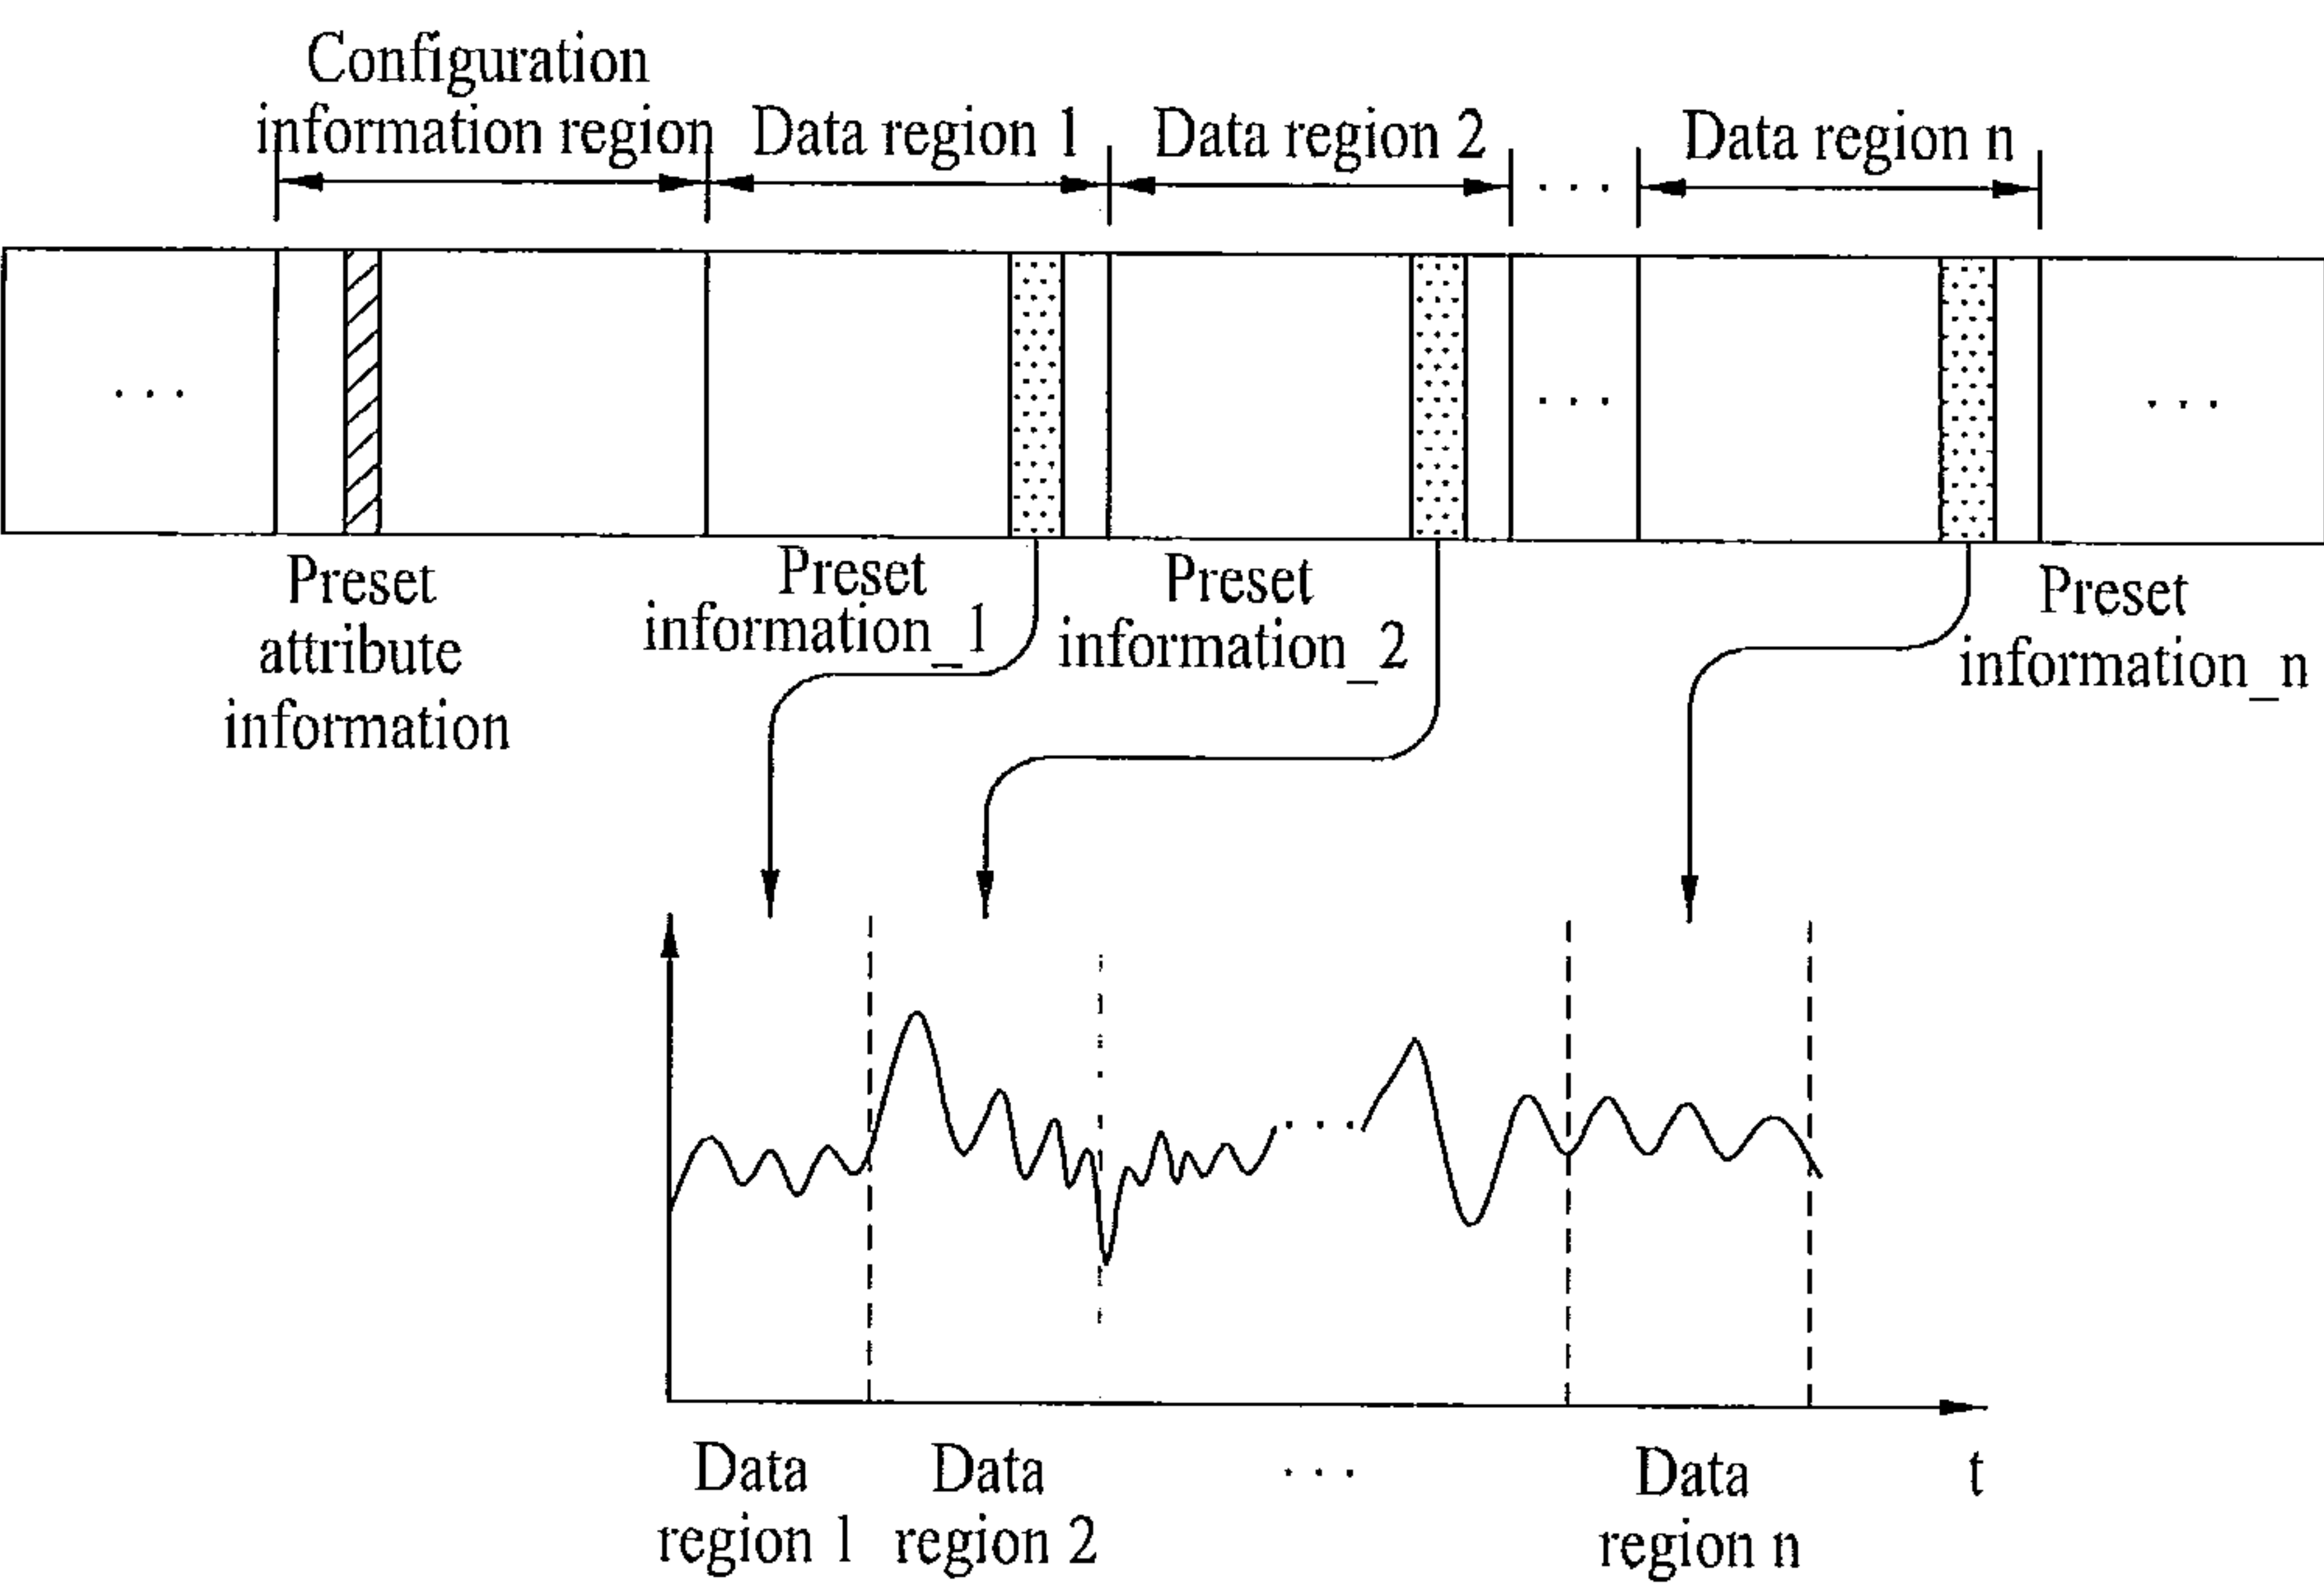 Configuration
information region
Data region 1
Data region 2
. . .
Data region n
. . .
. . .
. . .
Preset
attribute
information
Preset
information_1
Preset
information_2
Preset
information_n
. . .
Data
region 1
Data
region 2
. . .
Data
region n
t